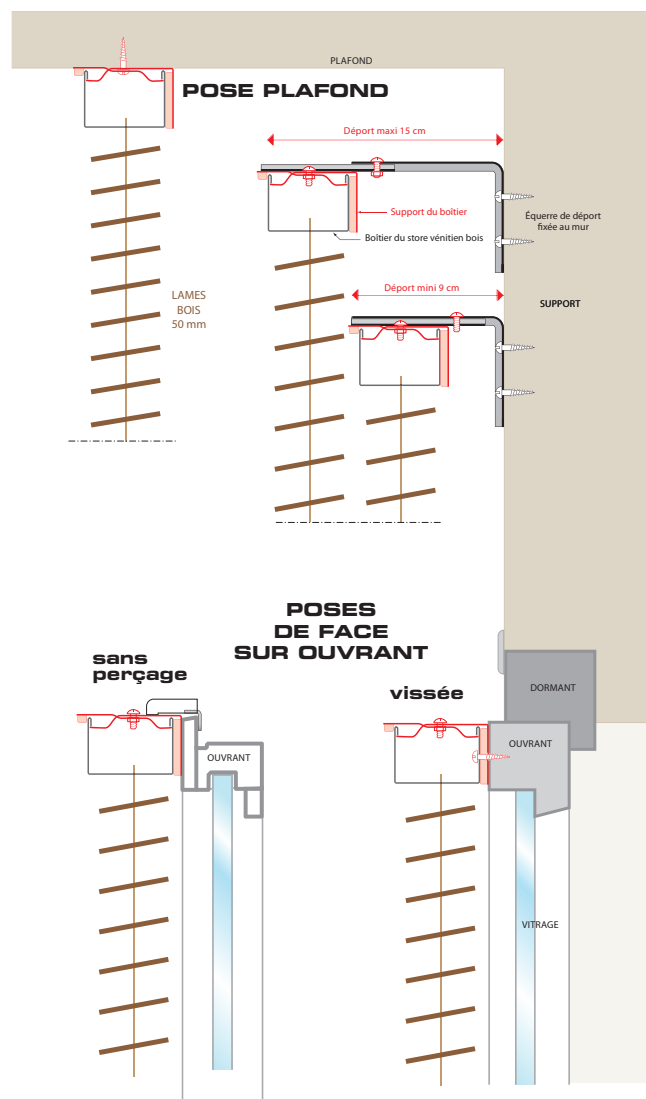 PLAFOND
POSE PLAFOND
Déport maxi 15 cm
Support du boîtier
Équerre de déport
fixée au mur
Boîtier du store vénitien bois
Déport mini 9 cm
LAMES
BOIS
50 mm
SUPPORT
POSES
DE FACE
SUR OUVRANT
sans
perçage
vissée
DORMANT
OUVRANT
OUVRANT
VITRAGE